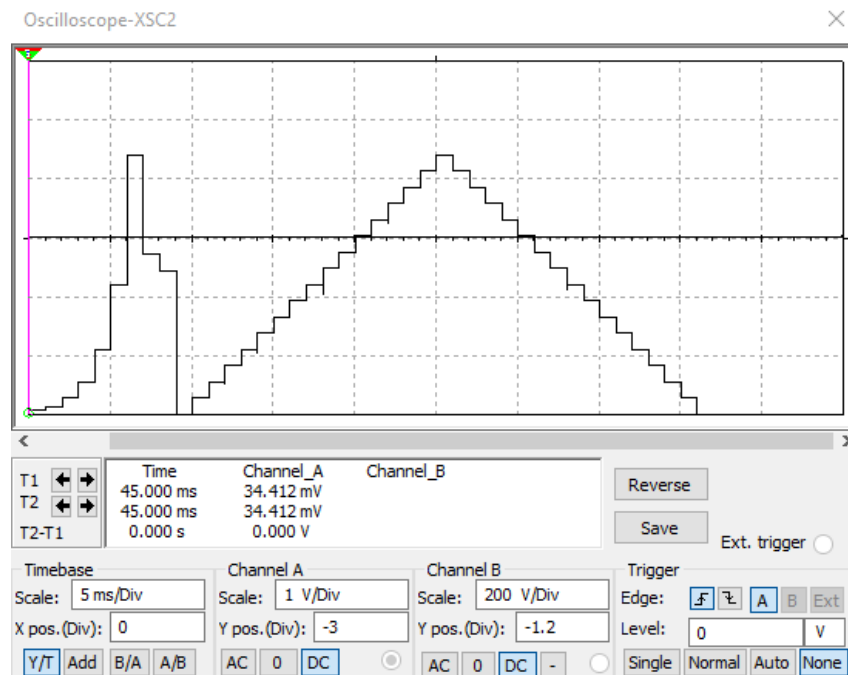 Oscilloscope-XSC2
T1
T2
T2-T1
Time Channel_A Channel_B
45.000 ms 34.412 mV
45.000 ms 34.412 mV
0.000 s 0.000 V
Reverse
Save
Ext. trigger
Timebase
Scale: 5 ms/Div
X pos.(Div): 0
Y/T Add B/A A/B
Channel A
Scale: 1 V/Div
Y pos.(Div): -3
AC 0 DC
Channel B
Scale: 200 V/Div
Y pos.(Div): -1.2
AC 0 DC -
Trigger
Edge: A B Ext
Level: 0 V
Single Normal Auto None